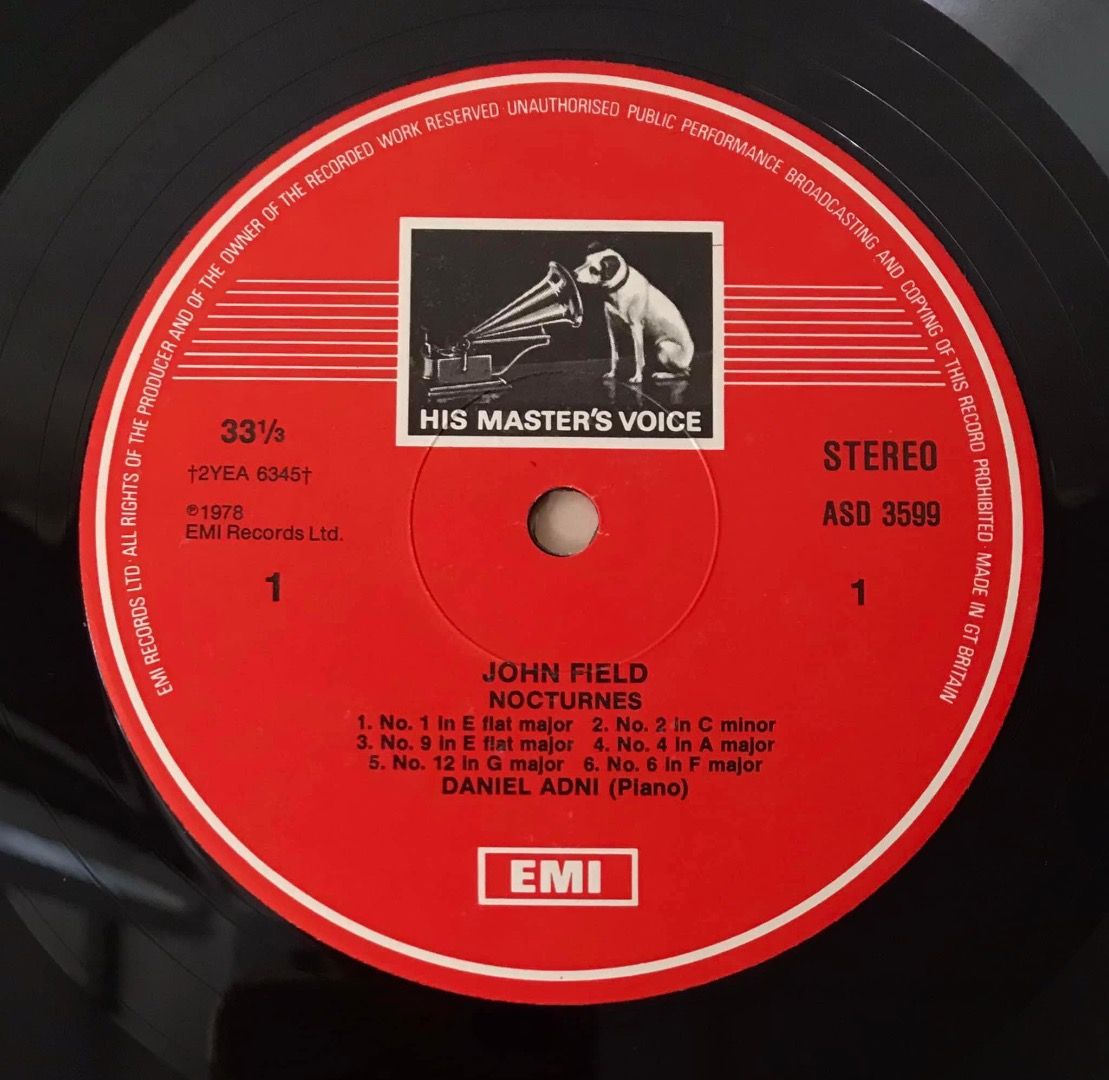 EMI RECORDS LTD · ALL RIGHTS OF THE PRODUCER AND OF THE OWNER OF THE RECORDED WORK RESERVED · UNAUTHORISED PUBLIC PERFORMANCE BROADCASTING AND COPYING OF THIS RECORD PROHIBITED · MADE IN GT BRITAIN
HIS MASTER'S VOICE
33⅓
†2YEA 6345†
℗1978
EMI Records Ltd.
1
STEREO
ASD 3599
1
JOHN FIELD
NOCTURNES
1. No. 1 in E flat major 2. No. 2 in C minor
3. No. 9 in E flat major 4. No. 4 in A major
5. No. 12 in G major 6. No. 6 in F major
DANIEL ADNI (Piano)
EMI